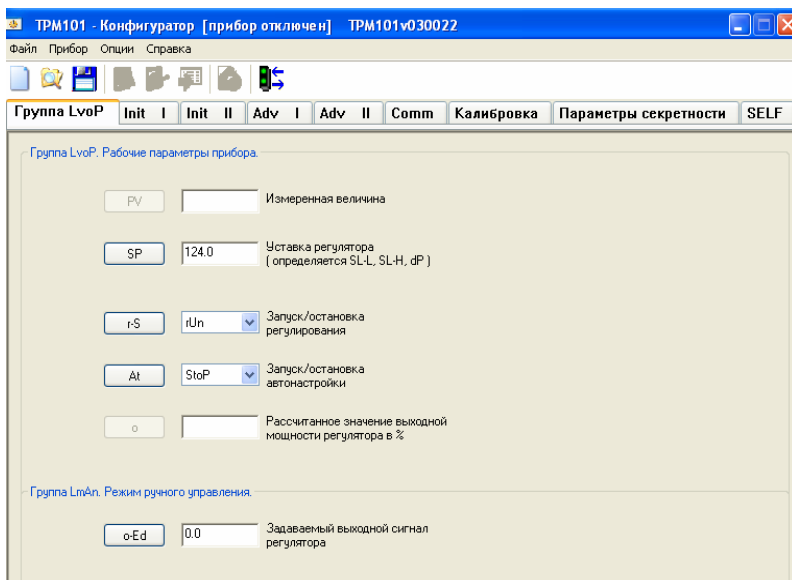 ТРМ101 - Конфигуратор [прибор отключен] ТРМ101v030022
Файл Прибор Опции Справка
Группа LvoP Init I Init II Adv I Adv II Comm Калибровка Параметры секретности SELF
Группа LvoP. Рабочие параметры прибора.
PV Измеренная величина
SP 124.0 Уставка регулятора
( определяется SL-L, SL-H, dP )
r-S rUn Запуск/остановка
регулирования
At StoP Запуск/остановка
автонастройки
o Рассчитанное значение выходной
мощности регулятора в %
Группа LmAn. Режим ручного управления.
o-Ed 0.0 Задаваемый выходной сигнал
регулятора